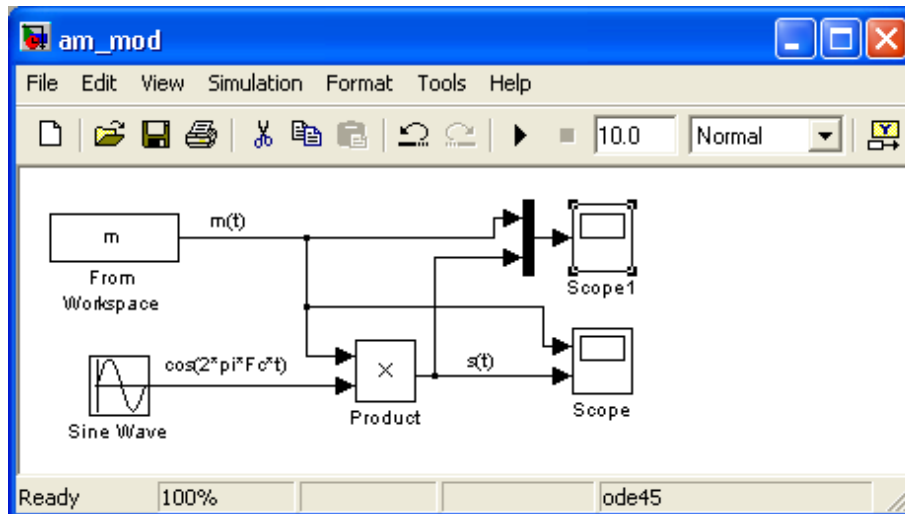 am_mod
File Edit View Simulation Format Tools Help
10.0 Normal
m(t)
m
From
Workspace
Scope1
cos(2*pi*Fc*t)
s(t)
Product
Scope
Sine Wave
Ready 100% ode45